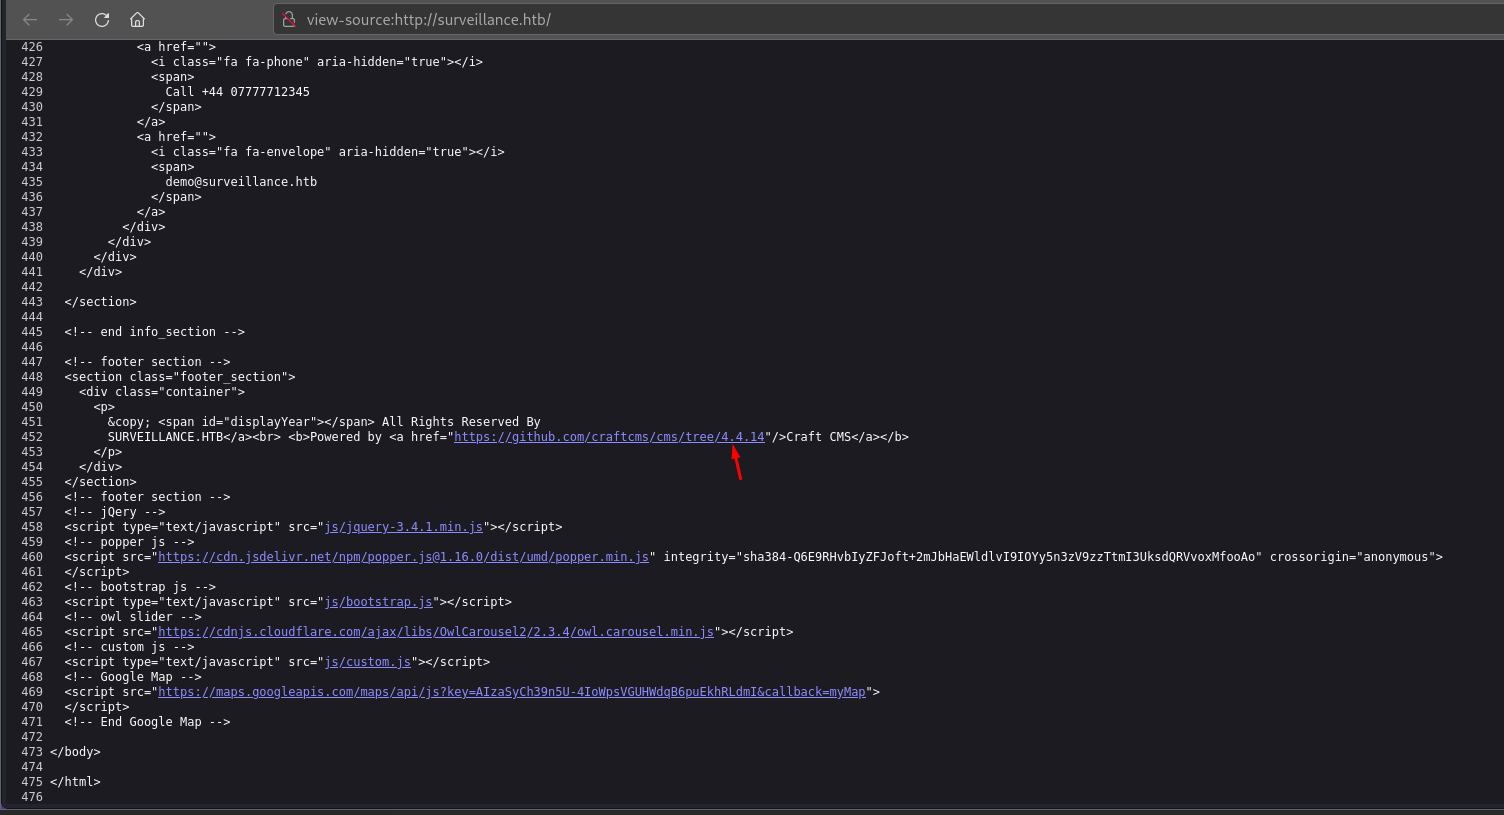 view-source:http://surveillance.htb/
426 <a href="">
427 <i class="fa fa-phone" aria-hidden="true"></i>
428 <span>
429 Call +44 07777712345
430 </span>
431 </a>
432 <a href="">
433 <i class="fa fa-envelope" aria-hidden="true"></i>
434 <span>
435 demo@surveillance.htb
436 </span>
437 </a>
438 </div>
439 </div>
440 </div>
441 </div>
442
443 </section>
444
445 <!-- end info_section -->
446
447 <!-- footer section -->
448 <section class="footer_section">
449 <div class="container">
450 <p>
451 &copy; <span id="displayYear"></span> All Rights Reserved By
452 SURVEILLANCE.HTB</a><br> <b>Powered by <a href="https://github.com/craftcms/cms/tree/4.4.14"/>Craft CMS</a></b>
453 </p>
454 </div>
455 </section>
456 <!-- footer section -->
457 <!-- jQery -->
458 <script type="text/javascript" src="js/jquery-3.4.1.min.js"></script>
459 <!-- popper js -->
460 <script src="https://cdn.jsdelivr.net/npm/popper.js@1.16.0/dist/umd/popper.min.js" integrity="sha384-Q6E9RHvbIyZFJoft+2mJbHaEWldlvI9IOYy5n3zV9zzTtmI3UksdQRVvoxMfooAo" crossorigin="anonymous">
461 </script>
462 <!-- bootstrap js -->
463 <script type="text/javascript" src="js/bootstrap.js"></script>
464 <!-- owl slider -->
465 <script src="https://cdnjs.cloudflare.com/ajax/libs/OwlCarousel2/2.3.4/owl.carousel.min.js"></script>
466 <!-- custom js -->
467 <script type="text/javascript" src="js/custom.js"></script>
468 <!-- Google Map -->
469 <script src="https://maps.googleapis.com/maps/api/js?key=AIzaSyCh39n5U-4IoWpsVGUHWdqB6puEkhRLdmI&callback=myMap">
470 </script>
471 <!-- End Google Map -->
472
473 </body>
474
475 </html>
476